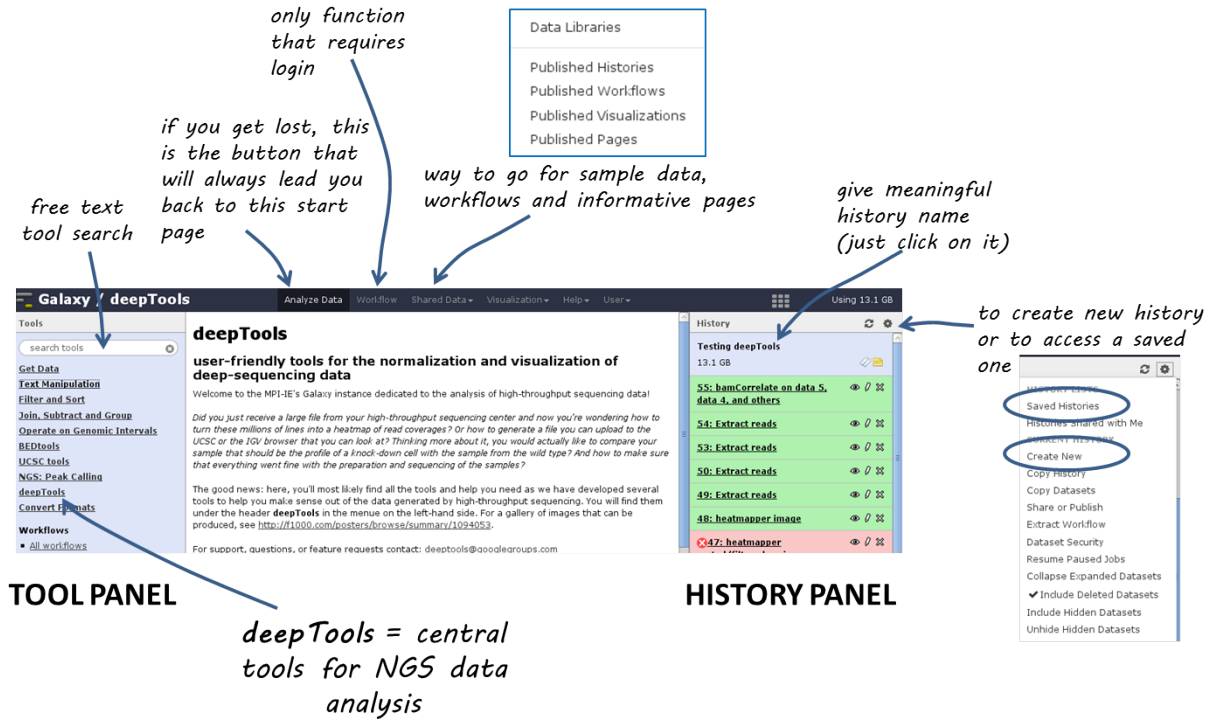 only function
that requires
login
Data Libraries
Published Histories
Published Workflows
Published Visualizations
Published Pages
if you get lost, this
is the button that
will always lead you
back to this start
page
way to go for sample data,
workflows and informative pages
give meaningful
history name
(just click on it)
free text
tool search
to create new history
or to access a saved
one
Galaxy / deepTools
Analyze Data Workflow Shared Data Visualization Help User Using 13.1 GB
Tools
search tools
Get Data
Text Manipulation
Filter and Sort
Join, Subtract and Group
Operate on Genomic Intervals
BEDtools
UCSC tools
NGS: Peak Calling
deepTools
Convert Formats
Workflows
All workflows
deepTools
user-friendly tools for the normalization and visualization of
deep-sequencing data
Welcome to the MPI-IE's Galaxy instance dedicated to the analysis of high-throughput sequencing data!
Did you just receive a large file from your high-throughput sequencing center and now you're wondering how to
turn these millions of lines into a heatmap of read coverages? Or how to generate a file you can upload to the
UCSC or the IGV browser that you can look at? Thinking more about it, you would actually like to compare your
sample that should be the profile of a knock-down cell with the sample from the wild type? And how to make sure
that everything went fine with the preparation and sequencing of the samples?
The good news: here, you'll most likely find all the tools and help you need as we have developed several
tools to help you make sense out of the data generated by high-throughput sequencing. You will find them
under the header deepTools in the menue on the left-hand side. For a gallery of images that can be
produced, see http://f1000.com/posters/browse/summary/1094053.
For support, questions, or feature requests contact: deeptools@googlegroups.com
History
Testing deepTools
13.1 GB
55: bamCorrelate on data 5,
data 4, and others
54: Extract reads
53: Extract reads
50: Extract reads
49: Extract reads
48: heatmapper image
47: heatmapper
HISTORY LISTS
Saved Histories
Histories Shared with Me
CURRENT HISTORY
Create New
Copy History
Copy Datasets
Share or Publish
Extract Workflow
Dataset Security
Resume Paused Jobs
Collapse Expanded Datasets
✔ Include Deleted Datasets
Include Hidden Datasets
Unhide Hidden Datasets
TOOL PANEL
HISTORY PANEL
deepTools = central
tools for NGS data
analysis